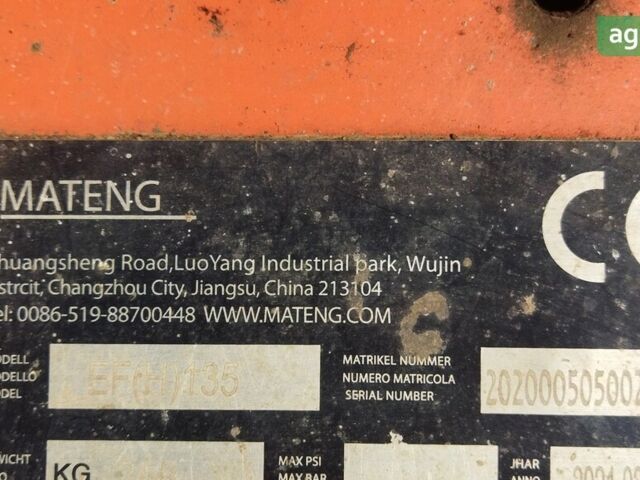 ag
MATENG
huangsheng Road,LuoYang Industrial park, Wujin
strcit, Changzhou City, Jiangsu, China 213104
el: 0086-519-88700448 WWW.MATENG.COM
ODELL
ODELLO
ODEL
MATRIKEL NUMMER
NUMERO MATRICOLA
SERIAL NUMBER
202000505007
WICHT
KG
MAX PSI
MAX BAR
JHAR
ANNO
CE